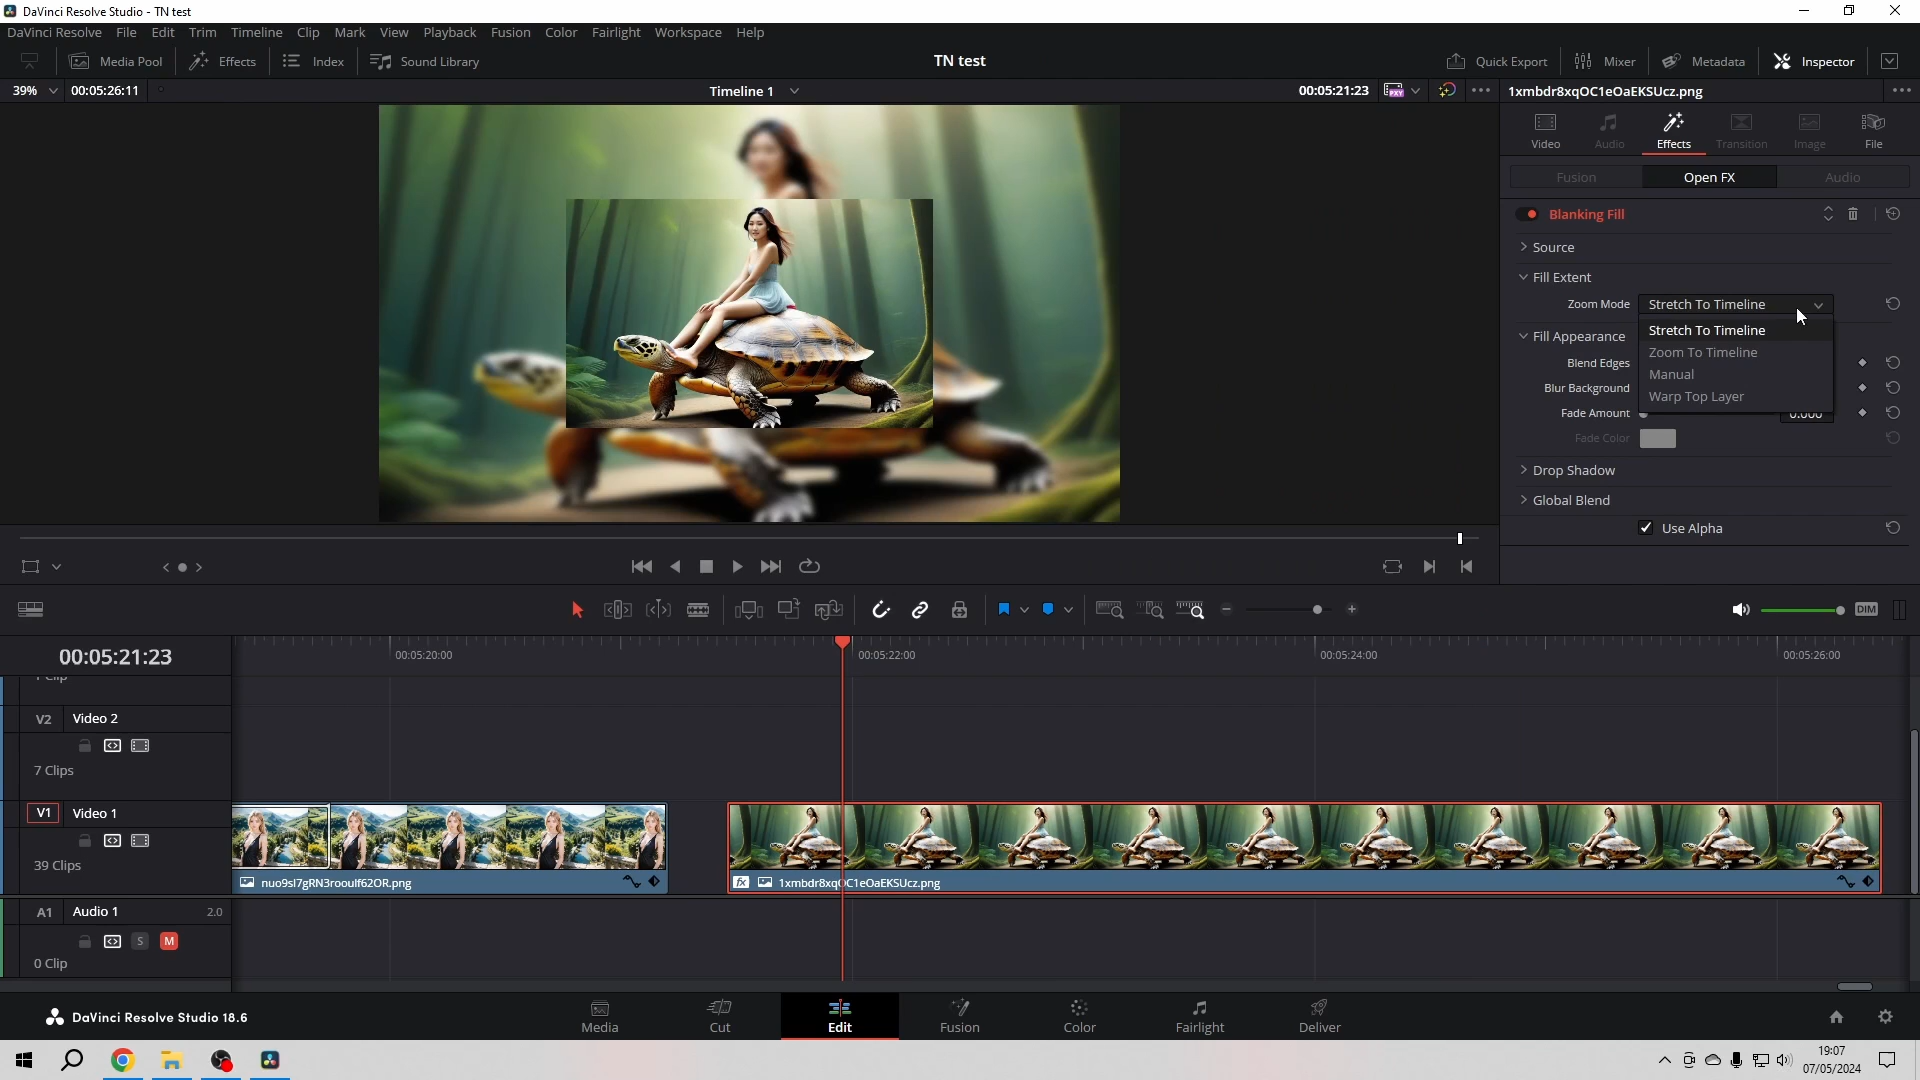 DaVinci Resolve Studio - TN test
DaVinci Resolve File Edit Trim Timeline Clip Mark View Playback Fusion Color Fairlight Workspace Help
Media Pool Effects Index Sound Library TN test Quick Export Mixer Metadata Inspector
39% 00:05:26:11 Timeline 1 00:05:21:23 PXY 1xmbdr8xqOC1eOaEKSUcz.png
Video Audio Effects Transition Image File
Fusion Open FX Audio
Blanking Fill
Source
Fill Extent
Zoom Mode Stretch To Timeline
Stretch To Timeline
Fill Appearance
Zoom To Timeline
Blend Edges
Manual
Blur Background
Warp Top Layer
Fade Amount 0.000
Fade Color
Drop Shadow
Global Blend
Use Alpha
DIM
00:05:21:23 00:05:20:00 00:05:22:00 00:05:24:00 00:05:26:00
1 Clip
V2 Video 2
7 Clips
V1 Video 1
39 Clips
nuo9sl7gRN3rooulf62OR.png fx 1xmbdr8xqOC1eOaEKSUcz.png
A1 Audio 1 2.0
S M
0 Clip
DaVinci Resolve Studio 18.6
Media Cut Edit Fusion Color Fairlight Deliver
19:07
07/05/2024